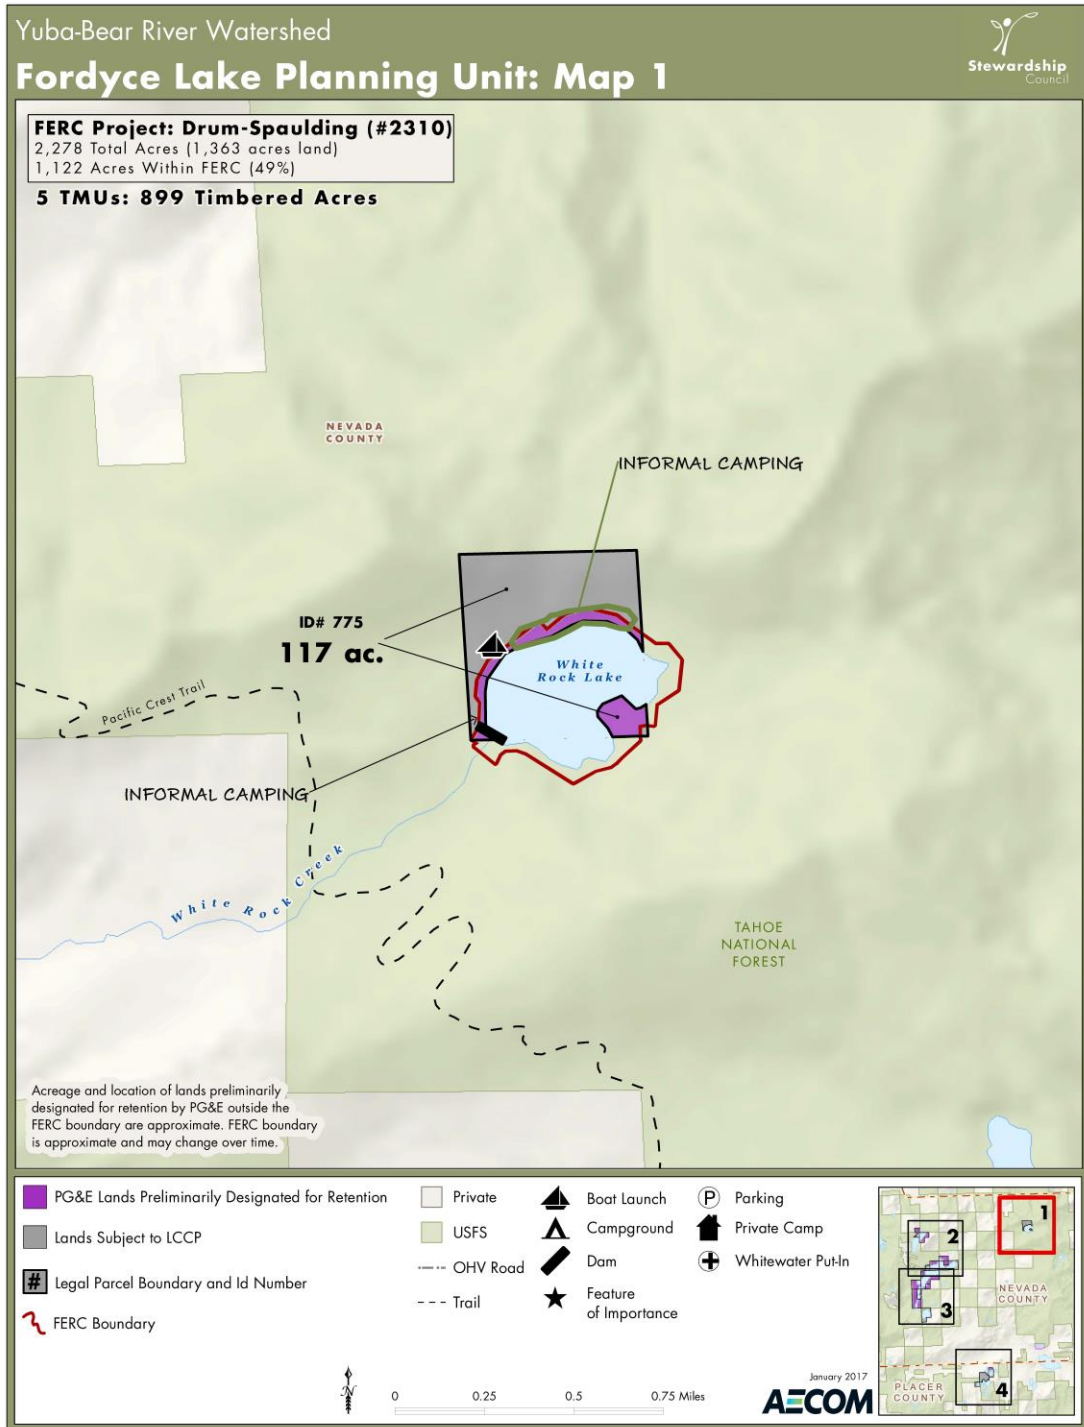 Yuba-Bear River Watershed
Fordyce Lake Planning Unit: Map 1
Stewardship
Council
FERC Project: Drum-Spaulding (#2310)
2,278 Total Acres (1,363 acres land)
1,122 Acres Within FERC (49%)
5 TMUs: 899 Timbered Acres
NEVADA
COUNTY
INFORMAL CAMPING
ID# 775
117 ac.
White
Rock Lake
Pacific Crest Trail
INFORMAL CAMPING
White Rock Creek
TAHOE
NATIONAL
FOREST
Acreage and location of lands preliminarily
designated for retention by PG&E outside the
FERC boundary are approximate. FERC boundary
is approximate and may change over time.
PG&E Lands Preliminarily Designated for Retention
Lands Subject to LCCP
# Legal Parcel Boundary and Id Number
FERC Boundary
Private
USFS
OHV Road
Trail
Boat Launch
Campground
Dam
Feature
of Importance
P Parking
Private Camp
Whitewater Put-In
N
0 0.25 0.5 0.75 Miles
January 2017
AECOM
1
2
NEVADA
COUNTY
3
PLACER
COUNTY
4